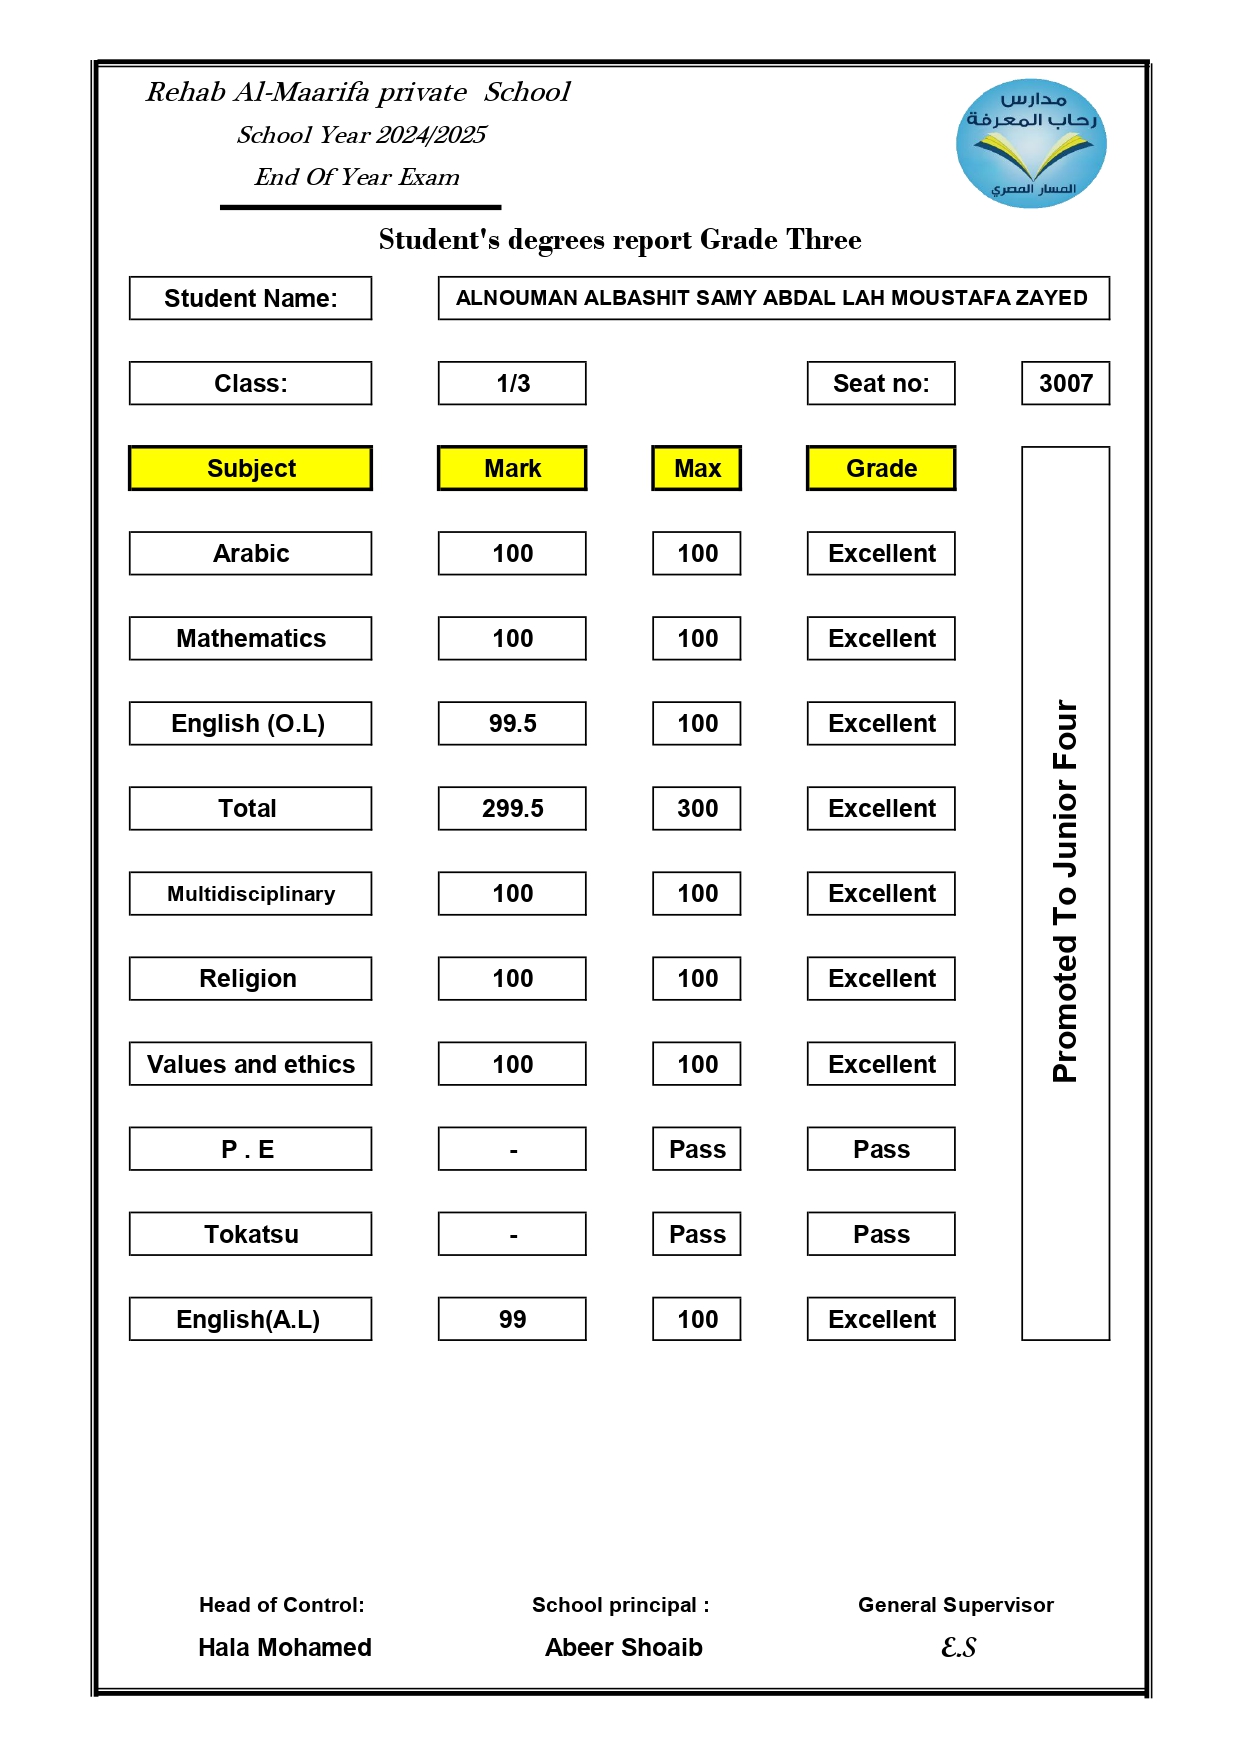 Rehab Al-Maarifa private School
School Year 2024/2025
End Of Year Exam
مدارس
رحاب المعرفة
المسار المصري
Student's degrees report Grade Three
Student Name: ALNOUMAN ALBASHIT SAMY ABDAL LAH MOUSTAFA ZAYED
Class: 1/3 Seat no: 3007
Subject Mark Max Grade
Arabic 100 100 Excellent
Mathematics 100 100 Excellent
English (O.L) 99.5 100 Excellent
Total 299.5 300 Excellent
Multidisciplinary 100 100 Excellent
Religion 100 100 Excellent
Values and ethics 100 100 Excellent
P . E - Pass Pass
Tokatsu - Pass Pass
English(A.L) 99 100 Excellent
Promoted To Junior Four
Head of Control: School principal : General Supervisor
Hala Mohamed Abeer Shoaib E.S